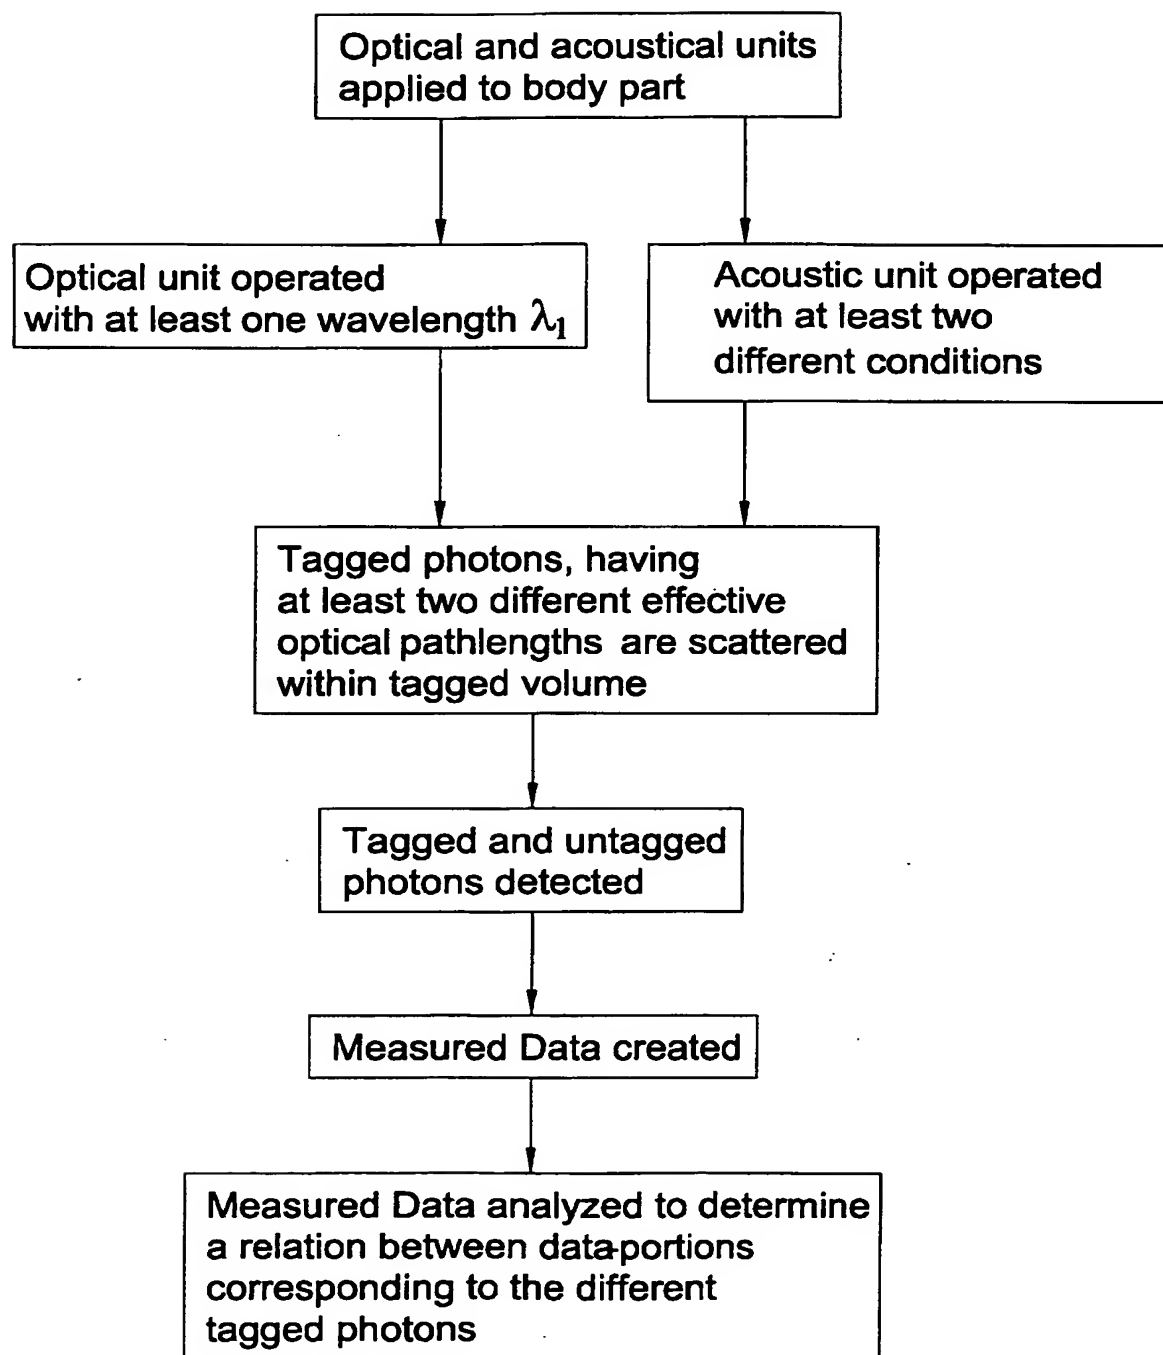 Optical and acoustical units
applied to body part
Optical unit operated
with at least one wavelength λ₁
Acoustic unit operated
with at least two
different conditions
Tagged photons, having
at least two different effective
optical pathlengths are scattered
within tagged volume
Tagged and untagged
photons detected
Measured Data created
Measured Data analyzed to determine
a relation between data-portions
corresponding to the different
tagged photons